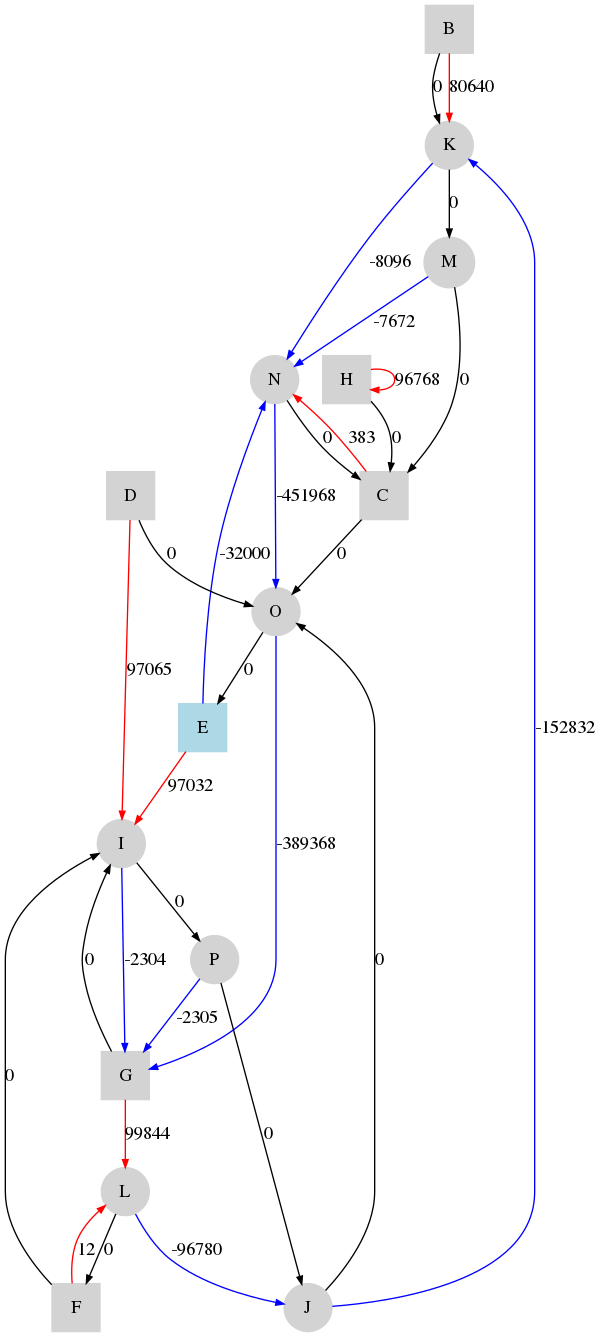 B
0 80640
K
0
-8096 M
-7672
N H 96768
0 383 0 0
D -451968 C
0 -32000 0
O
97065 0
E -152832
97032
I -389368
0
0 -2304 P 0
-2305
G
0 99844 0
L
12 0 -96780
F J